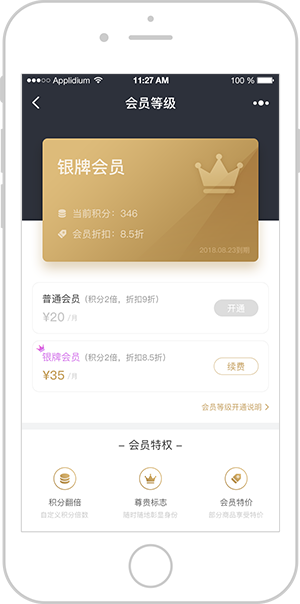 Applidium 11:27 AM 100 %
会员等级
银牌会员
当前积分：346
会员折扣：8.5折
2018.08.23到期
普通会员（积分2倍，折扣9折）
¥20 /月
开通
银牌会员（积分2倍，折扣8.5折）
¥35 /月
续费
会员等级开通说明
– 会员特权 –
积分翻倍 尊贵标志 会员特价
自定义积分倍数 随时随地彰显身份 部分商品享受特价